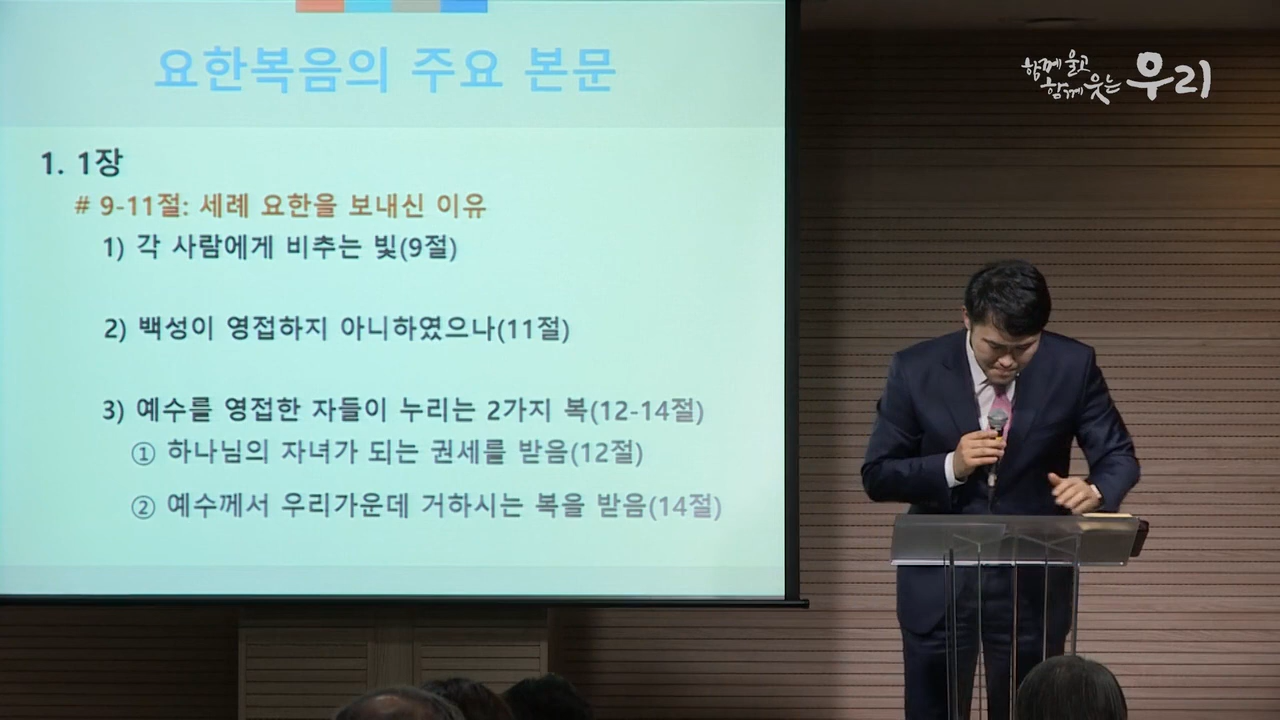 요한복음의 주요 본문
함께 울고
함께 웃는 우리
1. 1장
# 9-11절: 세례 요한을 보내신 이유
1) 각 사람에게 비추는 빛(9절)
2) 백성이 영접하지 아니하였으나(11절)
3) 예수를 영접한 자들이 누리는 2가지 복(12-14절)
① 하나님의 자녀가 되는 권세를 받음(12절)
② 예수께서 우리가운데 거하시는 복을 받음(14절)